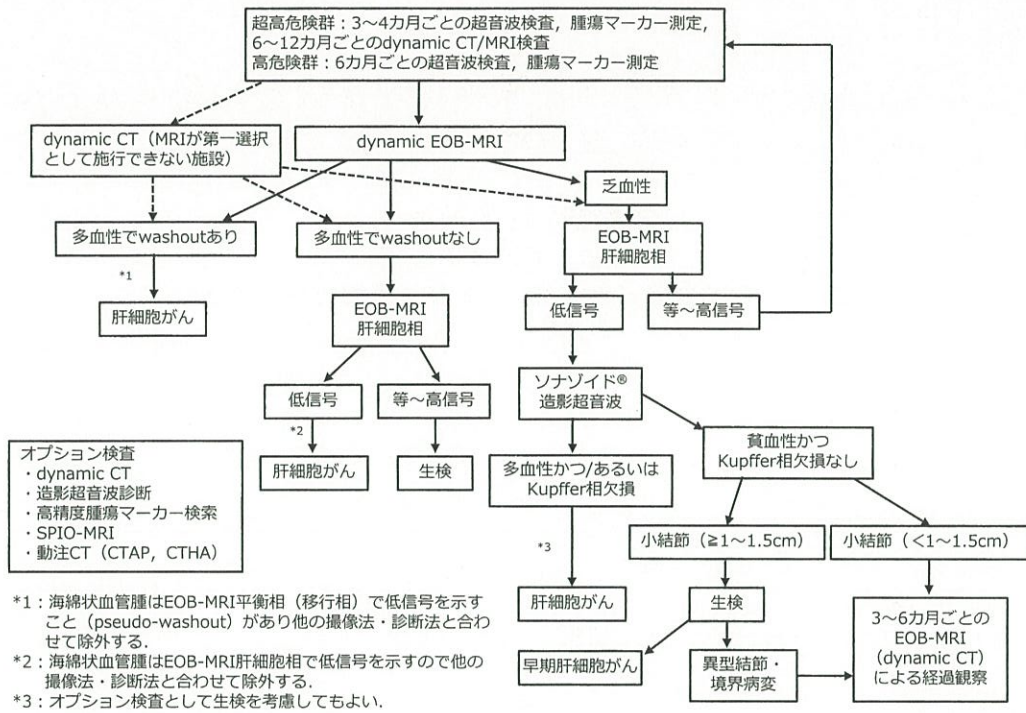 超高危険群：3～4カ月ごとの超音波検査，腫瘍マーカー測定，
6～12カ月ごとのdynamic CT/MRI検査
高危険群：6カ月ごとの超音波検査，腫瘍マーカー測定
dynamic CT（MRIが第一選択
として施行できない施設）
dynamic EOB-MRI
乏血性
多血性でwashoutあり
多血性でwashoutなし
EOB-MRI
肝細胞相
*1
肝細胞がん
EOB-MRI
肝細胞相
低信号
等～高信号
低信号
等～高信号
ソナゾイド®
造影超音波
*2
肝細胞がん
生検
多血性かつ/あるいは
Kupffer相欠損
貧血性かつ
Kupffer相欠損なし
オプション検査
・dynamic CT
・造影超音波診断
・高精度腫瘍マーカー検索
・SPIO-MRI
・動注CT（CTAP，CTHA）
小結節（≧1～1.5cm）
小結節（＜1～1.5cm）
*3
肝細胞がん
生検
3～6カ月ごとの
EOB-MRI
（dynamic CT）
による経過観察
早期肝細胞がん
異型結節・
境界病変
*1：海綿状血管腫はEOB-MRI平衡相（移行相）で低信号を示す
こと（pseudo-washout）があり他の撮像法・診断法と合わ
せて除外する．
*2：海綿状血管腫はEOB-MRI肝細胞相で低信号を示すので他の
撮像法・診断法と合わせて除外する．
*3：オプション検査として生検を考慮してもよい．